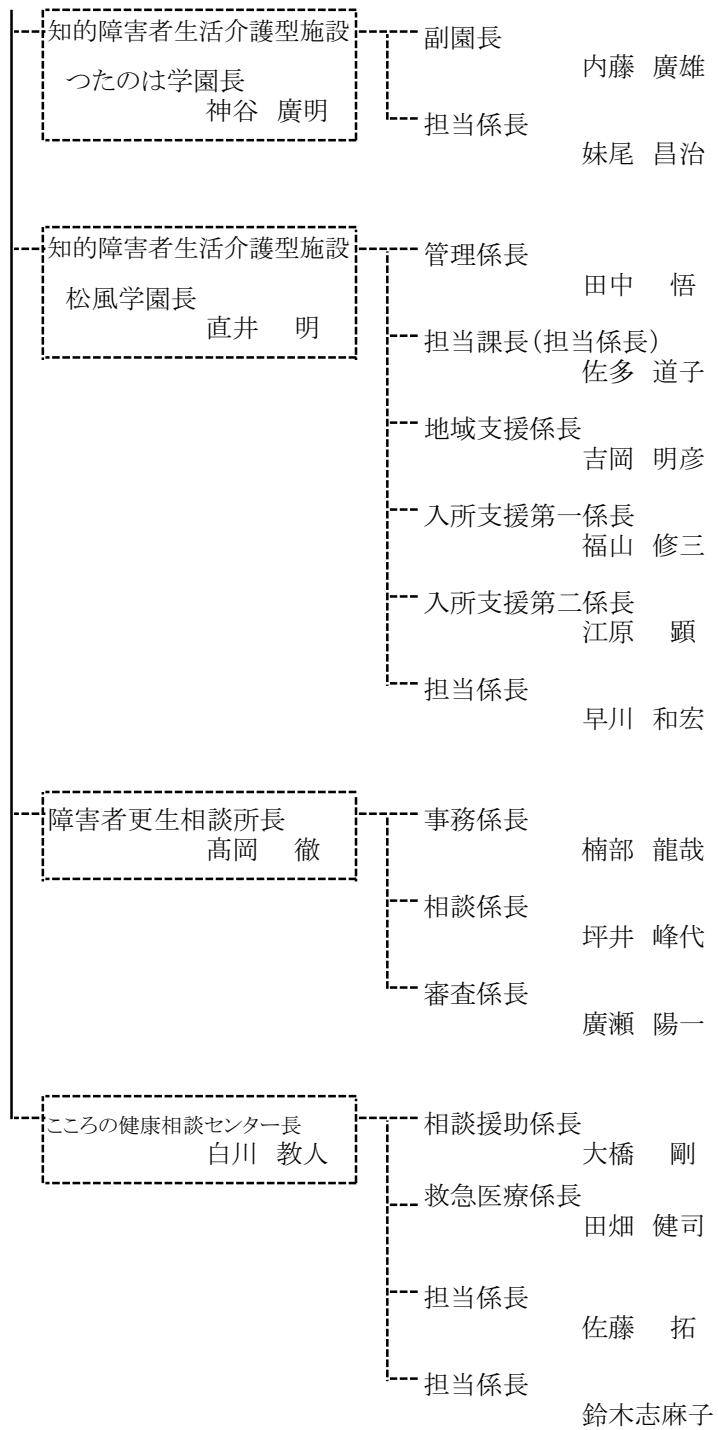 知的障害者生活介護型施設
つたのは学園長
神谷 廣明
副園長
内藤 廣雄
担当係長
妹尾 昌治
知的障害者生活介護型施設
松風学園長
直井 明
管理係長
田中 悟
担当課長(担当係長)
佐多 道子
地域支援係長
吉岡 明彦
入所支援第一係長
福山 修三
入所支援第二係長
江原 顕
担当係長
早川 和宏
障害者更生相談所長
髙岡 徹
事務係長
楠部 龍哉
相談係長
坪井 峰代
審査係長
廣瀬 陽一
こころの健康相談センター長
白川 教人
相談援助係長
大橋 剛
救急医療係長
田畑 健司
担当係長
佐藤 拓
担当係長
鈴木志麻子